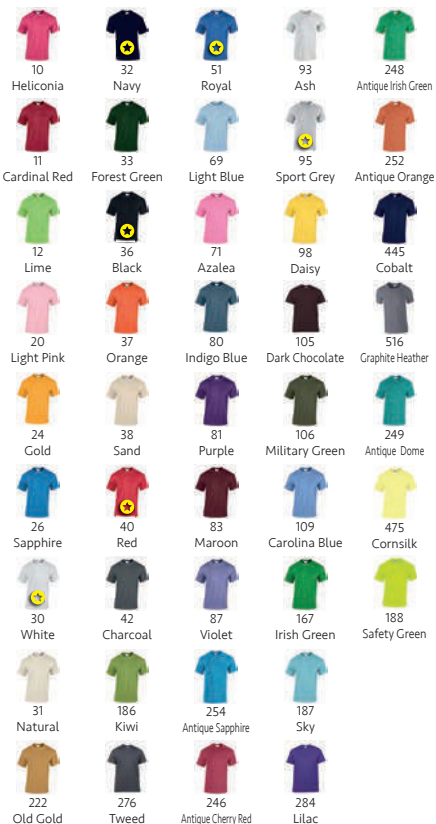 10 32 51 93 248
Heliconia Navy Royal Ash Antique Irish Green
11 33 69 95 252
Cardinal Red Forest Green Light Blue Sport Grey Antique Orange
12 36 71 98 445
Lime Black Azalea Daisy Cobalt
20 37 80 105 516
Light Pink Orange Indigo Blue Dark Chocolate Graphite Heather
24 38 81 106 249
Gold Sand Purple Military Green Antique Dome
26 40 83 109 475
Sapphire Red Maroon Carolina Blue Cornsilk
30 42 87 167 188
White Charcoal Violet Irish Green Safety Green
31 186 254 187
Natural Kiwi Antique Sapphire Sky
222 276 246 284
Old Gold Tweed Antique Cherry Red Lilac